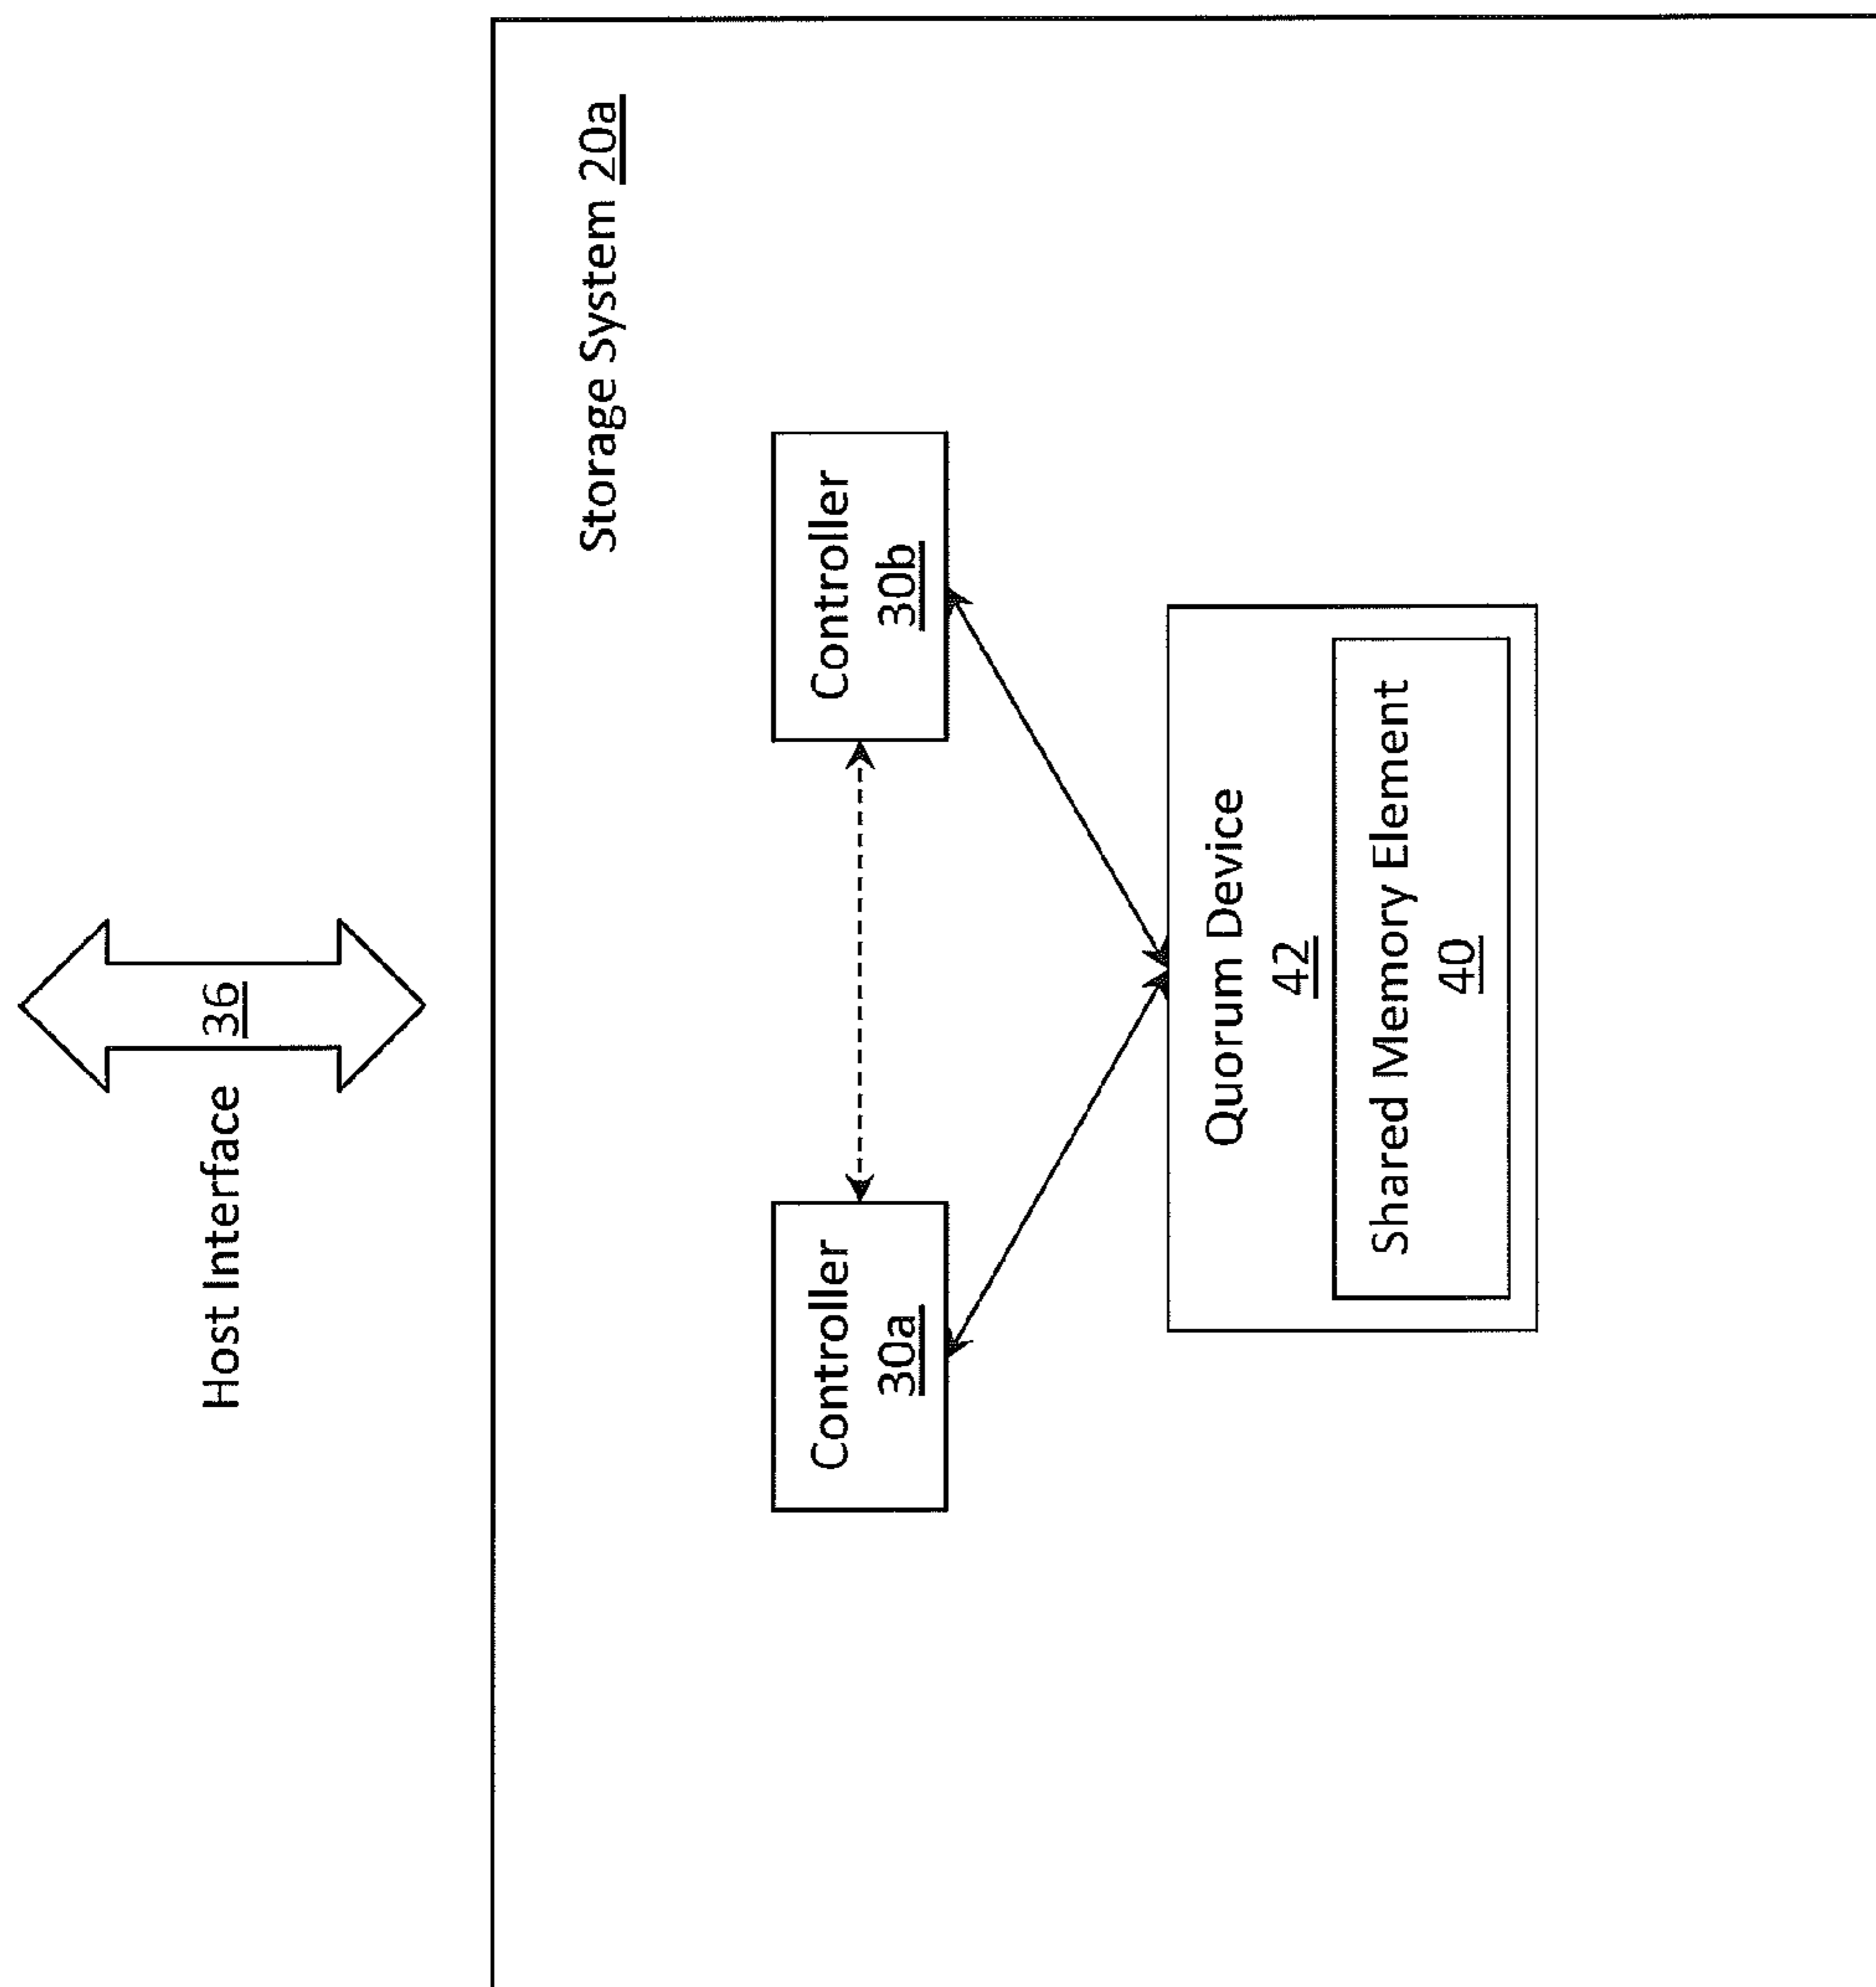 Host Interface
36
Storage System 20a
Controller
30a
Controller
30b
Quorum Device
42
Shared Memory Element
40